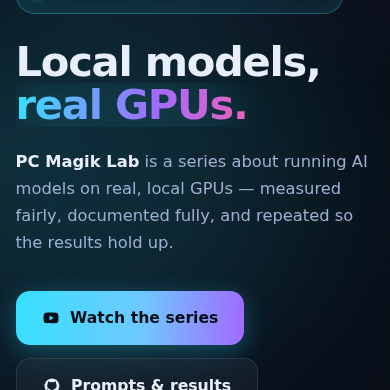 Local models,
real GPUs.
PC Magik Lab is a series about running AI
models on real, local GPUs — measured
fairly, documented fully, and repeated so
the results hold up.
Watch the series
Prompts & results